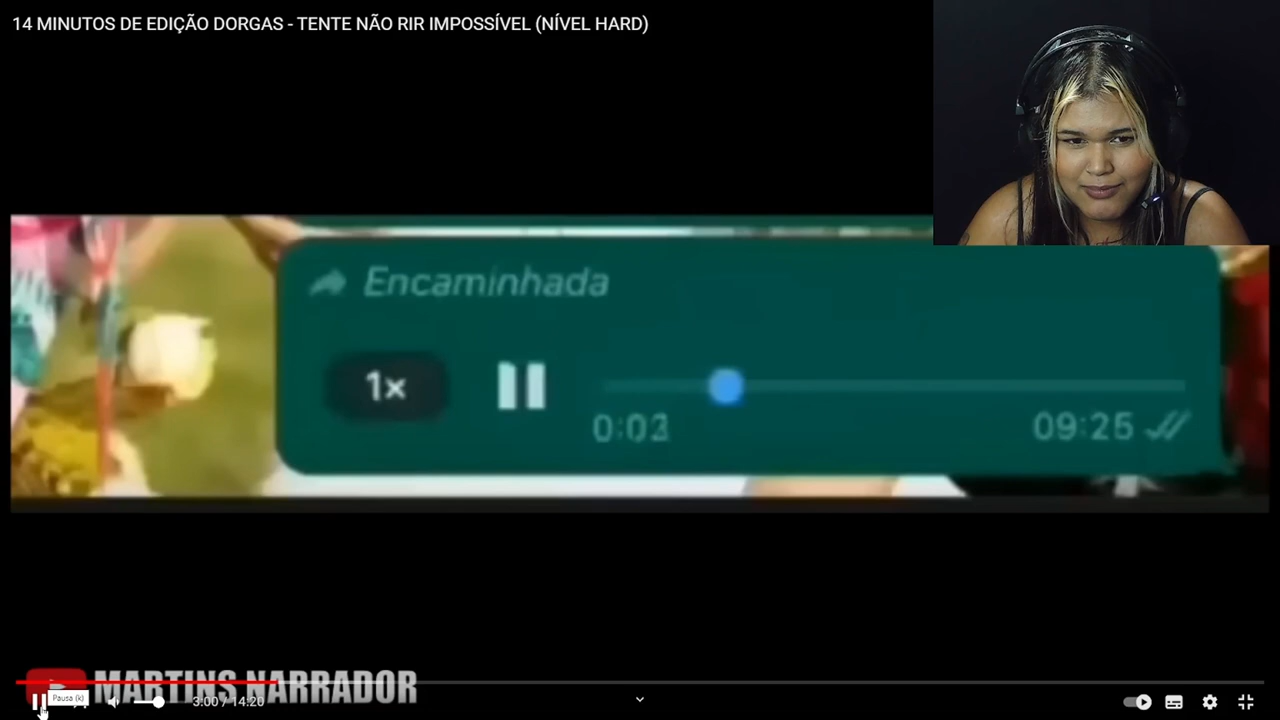 14 MINUTOS DE EDIÇÃO DORGAS - TENTE NÃO RIR IMPOSSÍVEL (NÍVEL HARD)
Encaminhada
1x
0:03
09:25
MARTINS NARRADOR
Pausa (k)
3:00 / 14:20